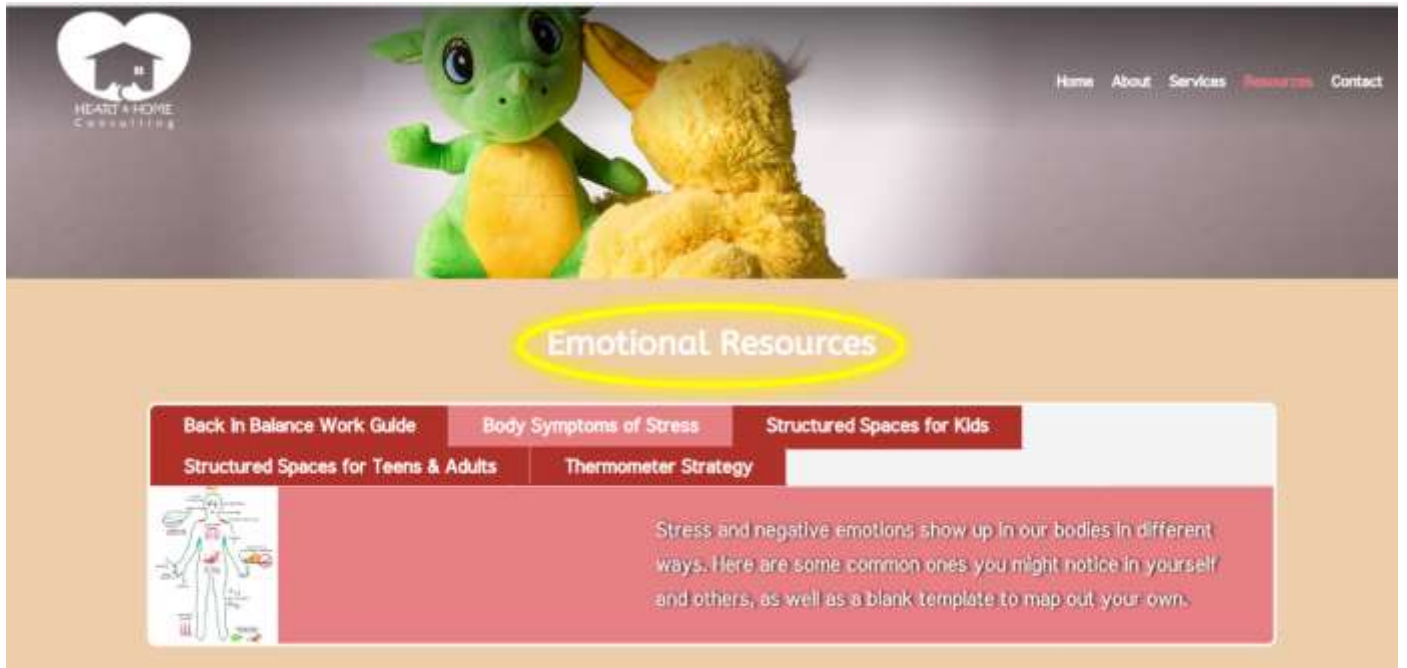 HEART & HOME
Consulting
Home About Services Resources Contact
Emotional Resources
Back In Balance Work Guide Body Symptoms of Stress Structured Spaces for Kids
Structured Spaces for Teens & Adults Thermometer Strategy
Stress and negative emotions show up in our bodies in different
ways. Here are some common ones you might notice in yourself
and others, as well as a blank template to map out your own.